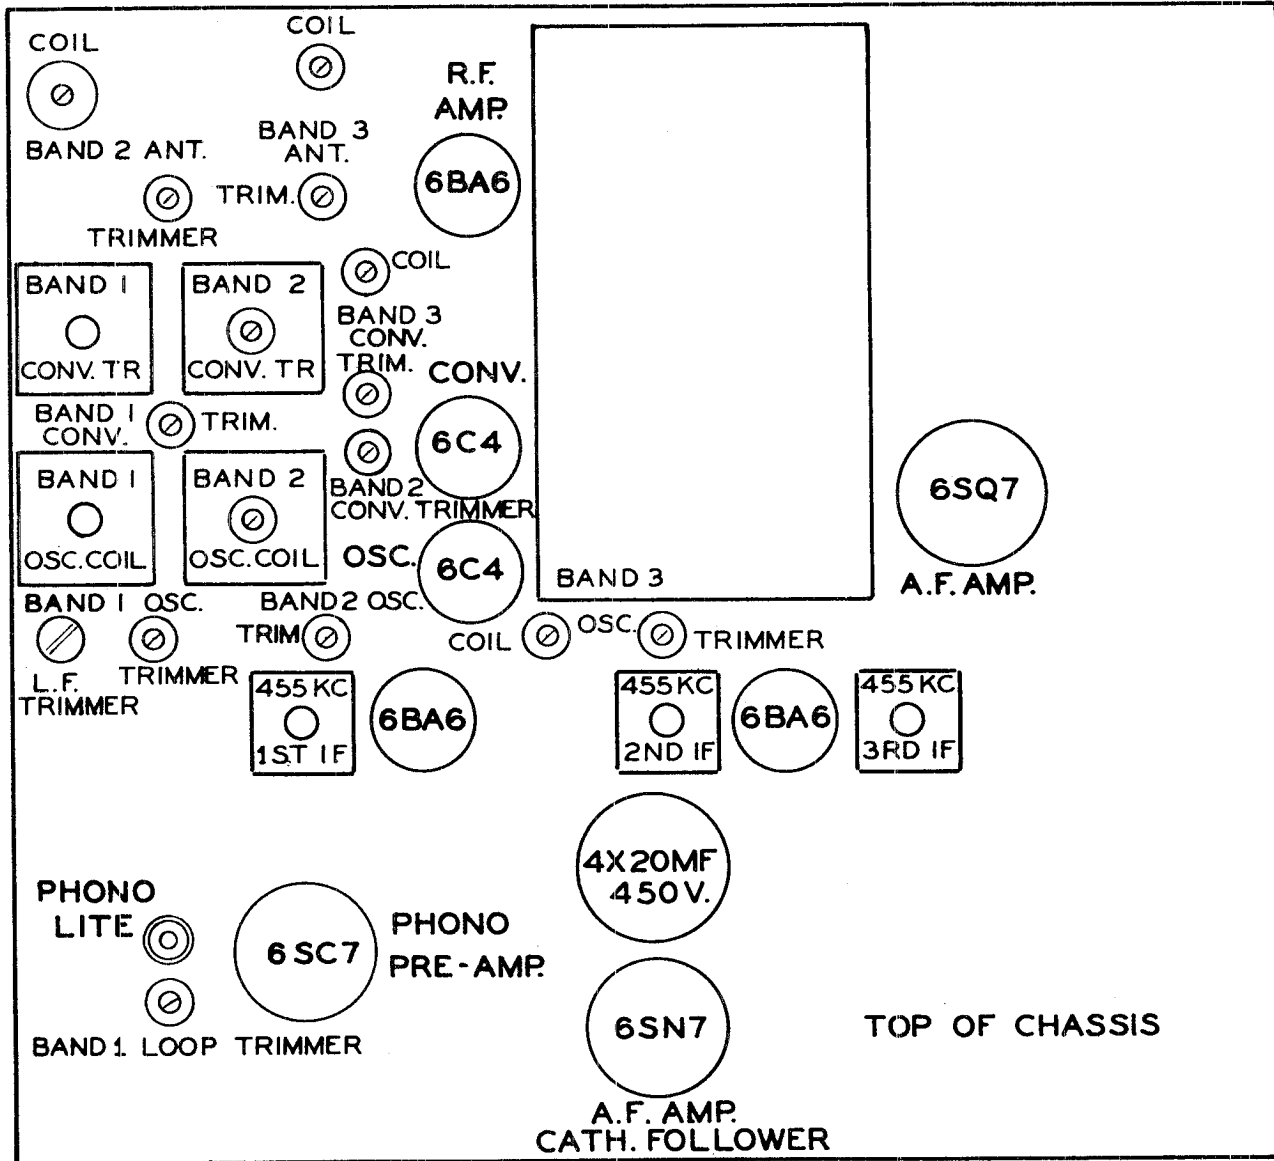 COIL
COIL
R.F.
AMP.
BAND 2 ANT.
BAND 3
ANT.
TRIM.
TRIMMER
6BA6
BAND 1
CONV. TR
BAND 2
CONV. TR
COIL
BAND 3
CONV.
TRIM.
CONV.
6C4
BAND 1
CONV.
TRIM.
BAND 1
OSC. COIL
BAND 2
OSC. COIL
BAND 2
CONV. TRIMMER
OSC.
6C4
BAND 3
6SQ7
A.F. AMP.
BAND 1 OSC.
L.F.
TRIMMER
TRIMMER
BAND 2 OSC.
TRIM
COIL
OSC.
TRIMMER
455 KC
1ST IF
6BA6
455 KC
2ND IF
6BA6
455 KC
3RD IF
4X20MF
450V.
PHONO
LITE
6SC7
PHONO
PRE-AMP.
BAND 1. LOOP TRIMMER
6SN7
A.F. AMP.
CATH. FOLLOWER
TOP OF CHASSIS